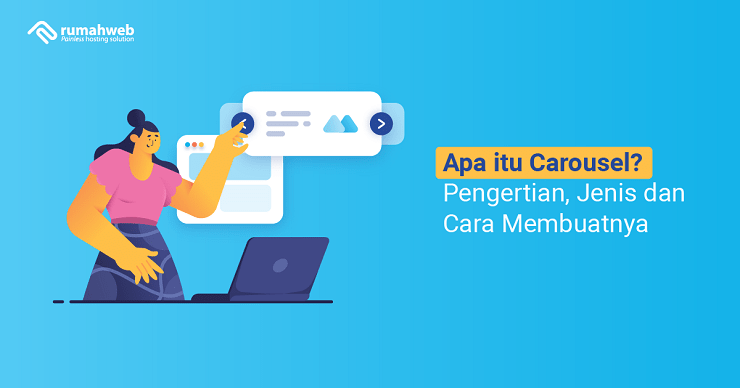 rumahweb
Painless hosting solution
Apa itu Carousel?
Pengertian, Jenis dan
Cara Membuatnya